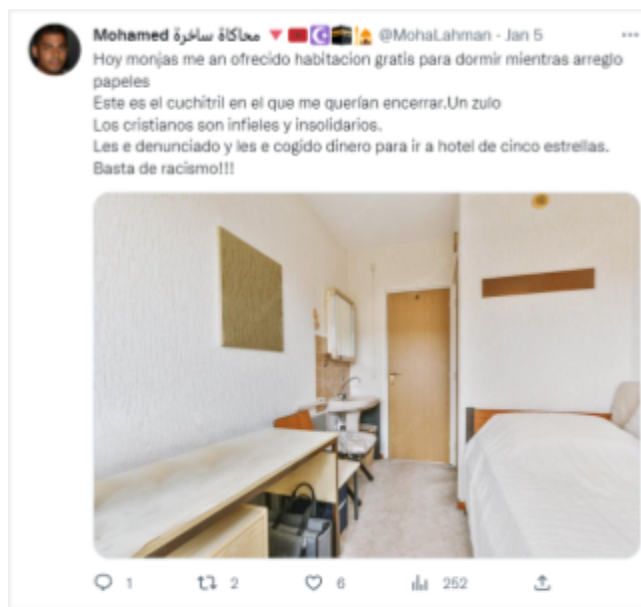 Mohamed محاكاة ساخرة @MohaLahman - Jan 5
Hoy monjas me an ofrecido habitacion gratis para dormir mientras arreglo
papeles
Este es el cuchitril en el que me querían encerrar.Un zulo
Los cristianos son infieles y insolidarios.
Les e denunciado y les e cogido dinero para ir a hotel de cinco estrellas.
Basta de racismo!!!
1 2 6 252